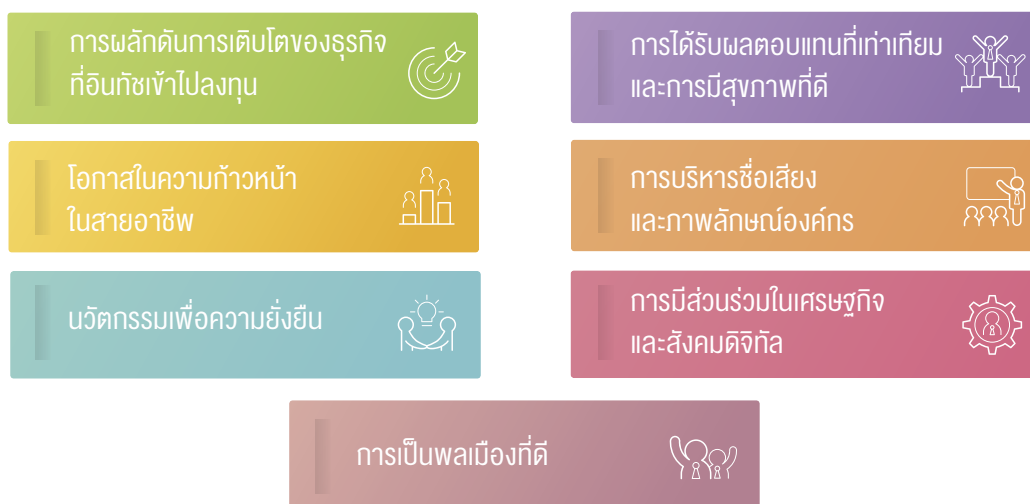 การผลักดันการเติบโตของธุรกิจ
ที่อินทัชเข้าไปลงทุน
การได้รับผลตอบแทนที่เท่าเทียม
และการมีสุขภาพที่ดี
โอกาสในความก้าวหน้า
ในสายอาชีพ
การบริหารชื่อเสียง
และภาพลักษณ์องค์กร
นวัตกรรมเพื่อความยั่งยืน
การมีส่วนร่วมในเศรษฐกิจ
และสังคมดิจิทัล
การเป็นพลเมืองที่ดี